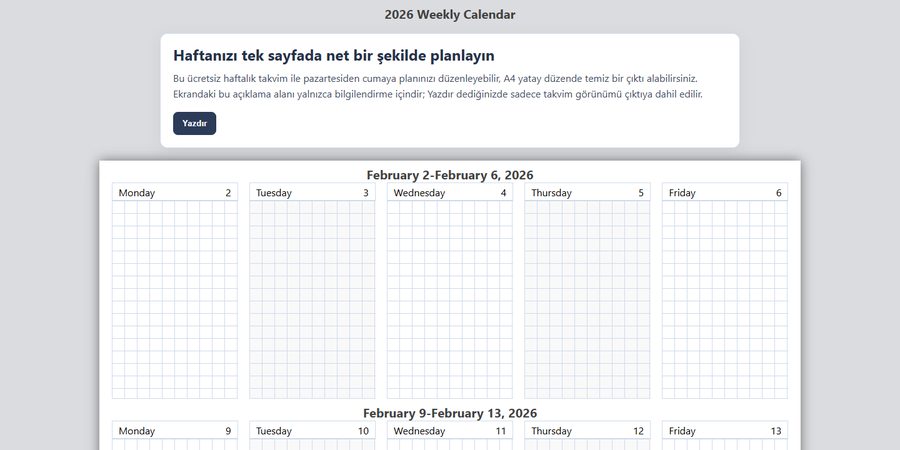 2026 Weekly Calendar
Haftanızı tek sayfada net bir şekilde planlayın
Bu ücretsiz haftalık takvim ile pazartesiden cumaya planınızı düzenleyebilir, A4 yatay düzende temiz bir çıktı alabilirsiniz.
Ekrandaki bu açıklama alanı yalnızca bilgilendirme içindir; Yazdır dediğinizde sadece takvim görünümü çıktıya dahil edilir.
Yazdır
February 2-February 6, 2026
Monday 2 Tuesday 3 Wednesday 4 Thursday 5 Friday 6
February 9-February 13, 2026
Monday 9 Tuesday 10 Wednesday 11 Thursday 12 Friday 13